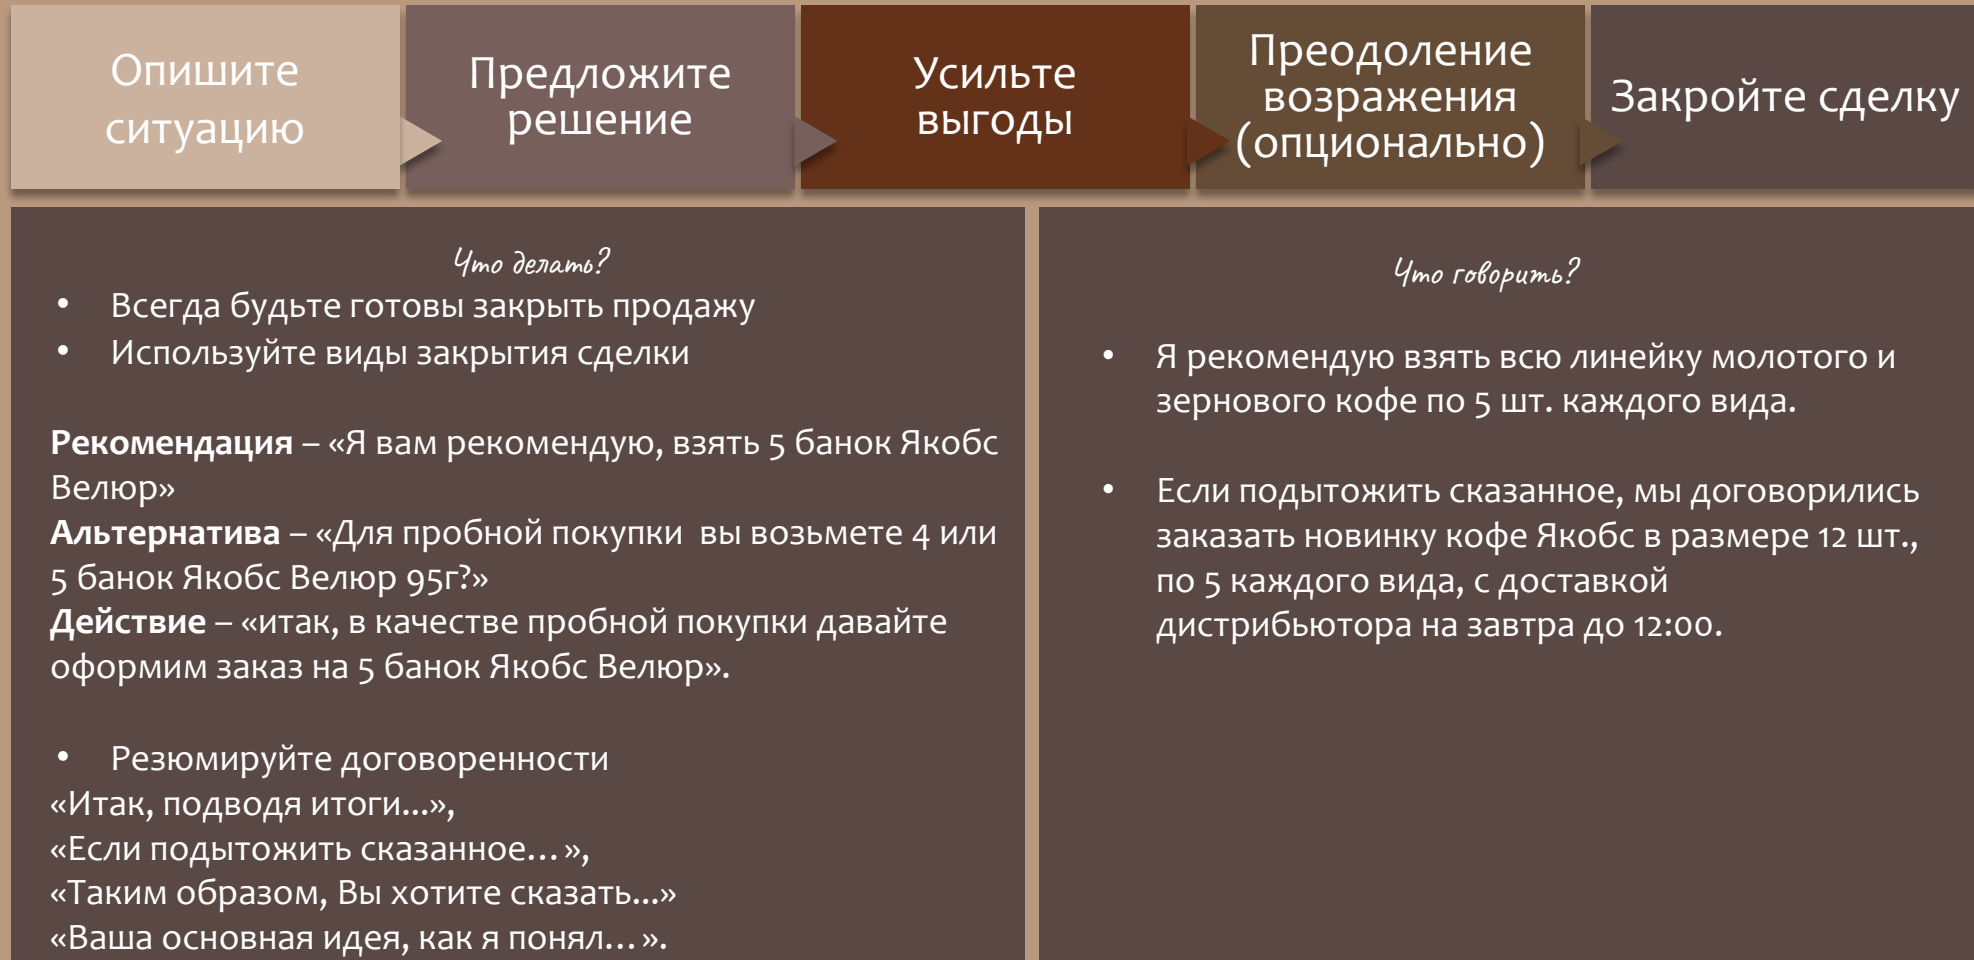 Опишите
ситуацию
Предложите
решение
Усильте
выгоды
Преодоление
возражения
(опционально)
Закройте сделку
Что делать?
• Всегда будьте готовы закрыть продажу
• Используйте виды закрытия сделки
Рекомендация – «Я вам рекомендую, взять 5 банок Якобс
Велюр»
Альтернатива – «Для пробной покупки  вы возьмете 4 или
5 банок Якобс Велюр 95г?»
Действие – «итак, в качестве пробной покупки давайте
оформим заказ на 5 банок Якобс Велюр».
• Резюмируйте договоренности
«Итак, подводя итоги...»,
«Если подытожить сказанное…»,
«Таким образом, Вы хотите сказать...»
«Ваша основная идея, как я понял…».
Что говорить?
• Я рекомендую взять всю линейку молотого и
зернового кофе по 5 шт. каждого вида.
• Если подытожить сказанное, мы договорились
заказать новинку кофе Якобс в размере 12 шт.,
по 5 каждого вида, с доставкой
дистрибьютора на завтра до 12:00.